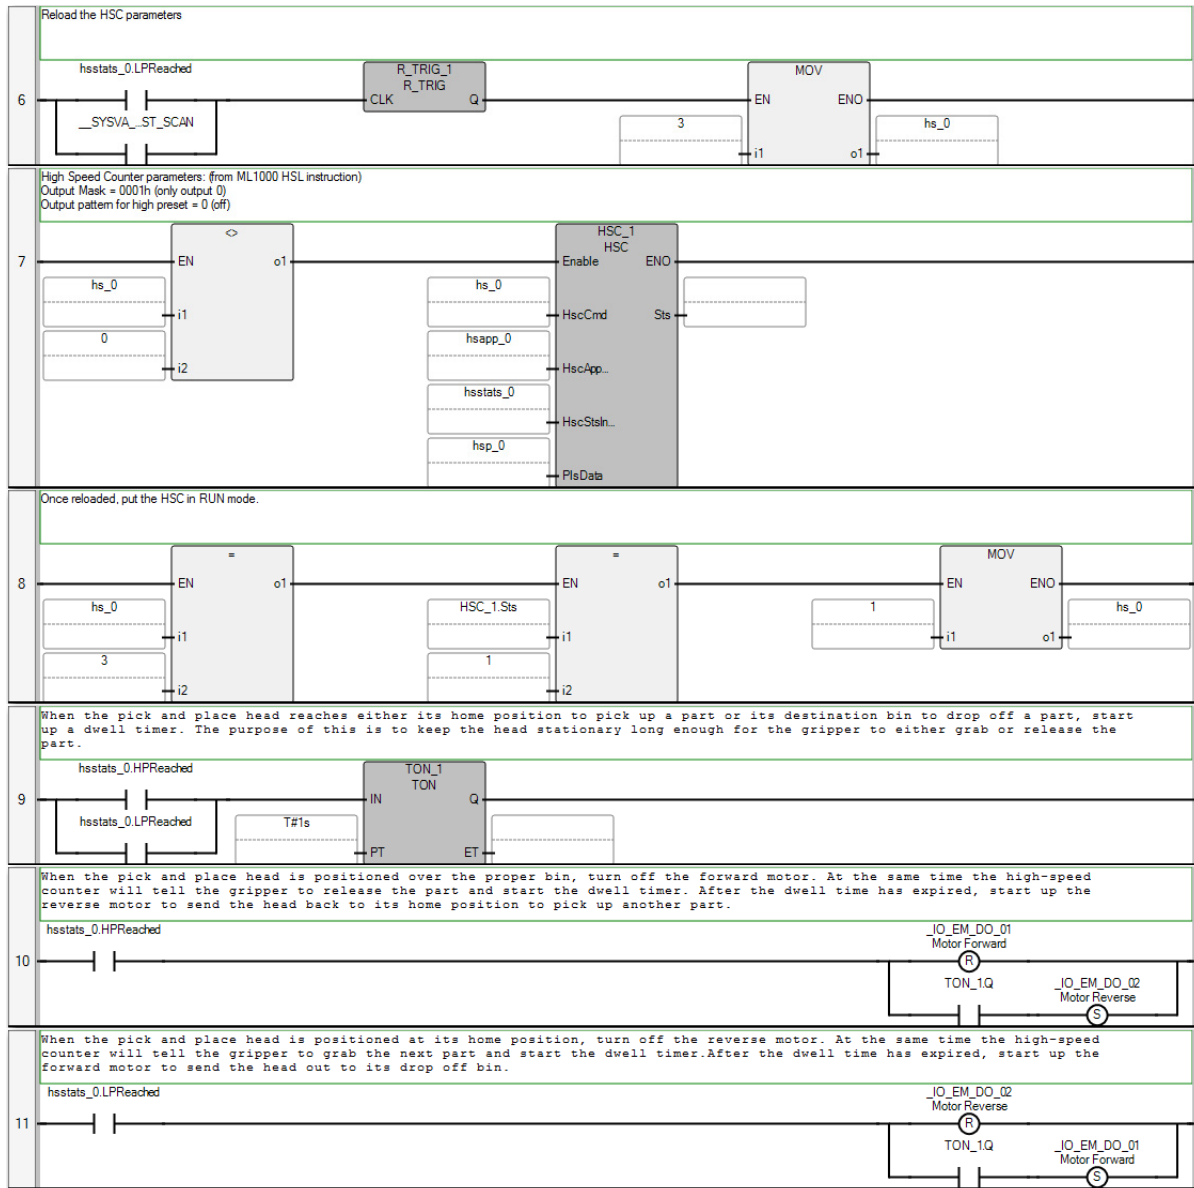 Reload the HSC parameters
hsstats_0.LPReached
R_TRIG_1
R_TRIG
MOV
6
CLK Q
EN ENO
__SYSVA_...ST_SCAN
3
hs_0
i1 o1
High Speed Counter parameters: (from ML1000 HSL instruction)
Output Mask = 0001h (only output 0)
Output pattern for high preset = 0 (off)
<>
HSC_1
HSC
7
EN o1
Enable ENO
hs_0
hs_0
i1
HscCmd Sts
0
hsapp_0
i2
HscApp...
hsstats_0
HscStsIn...
hsp_0
PlsData
Once reloaded, put the HSC in RUN mode.
=
=
MOV
8
EN o1
EN o1
EN ENO
hs_0
HSC_1.Sts
1
hs_0
i1
i1
i1 o1
3
1
i2
i2
When the pick and place head reaches either its home position to pick up a part or its destination bin to drop off a part, start
up a dwell timer. The purpose of this is to keep the head stationary long enough for the gripper to either grab or release the
part.
hsstats_0.HPReached
TON_1
TON
9
IN Q
hsstats_0.LPReached
T#1s
PT ET
When the pick and place head is positioned over the proper bin, turn off the forward motor. At the same time the high-speed
counter will tell the gripper to release the part and start the dwell timer. After the dwell time has expired, start up the
reverse motor to send the head back to its home position to pick up another part.
hsstats_0.HPReached
_IO_EM_DO_01
Motor Forward
10
R
TON_1.Q
_IO_EM_DO_02
Motor Reverse
S
When the pick and place head is positioned at its home position, turn off the reverse motor. At the same time the high-speed
counter will tell the gripper to grab the next part and start the dwell timer.After the dwell time has expired, start up the
forward motor to send the head out to its drop off bin.
hsstats_0.LPReached
_IO_EM_DO_02
Motor Reverse
11
R
TON_1.Q
_IO_EM_DO_01
Motor Forward
S